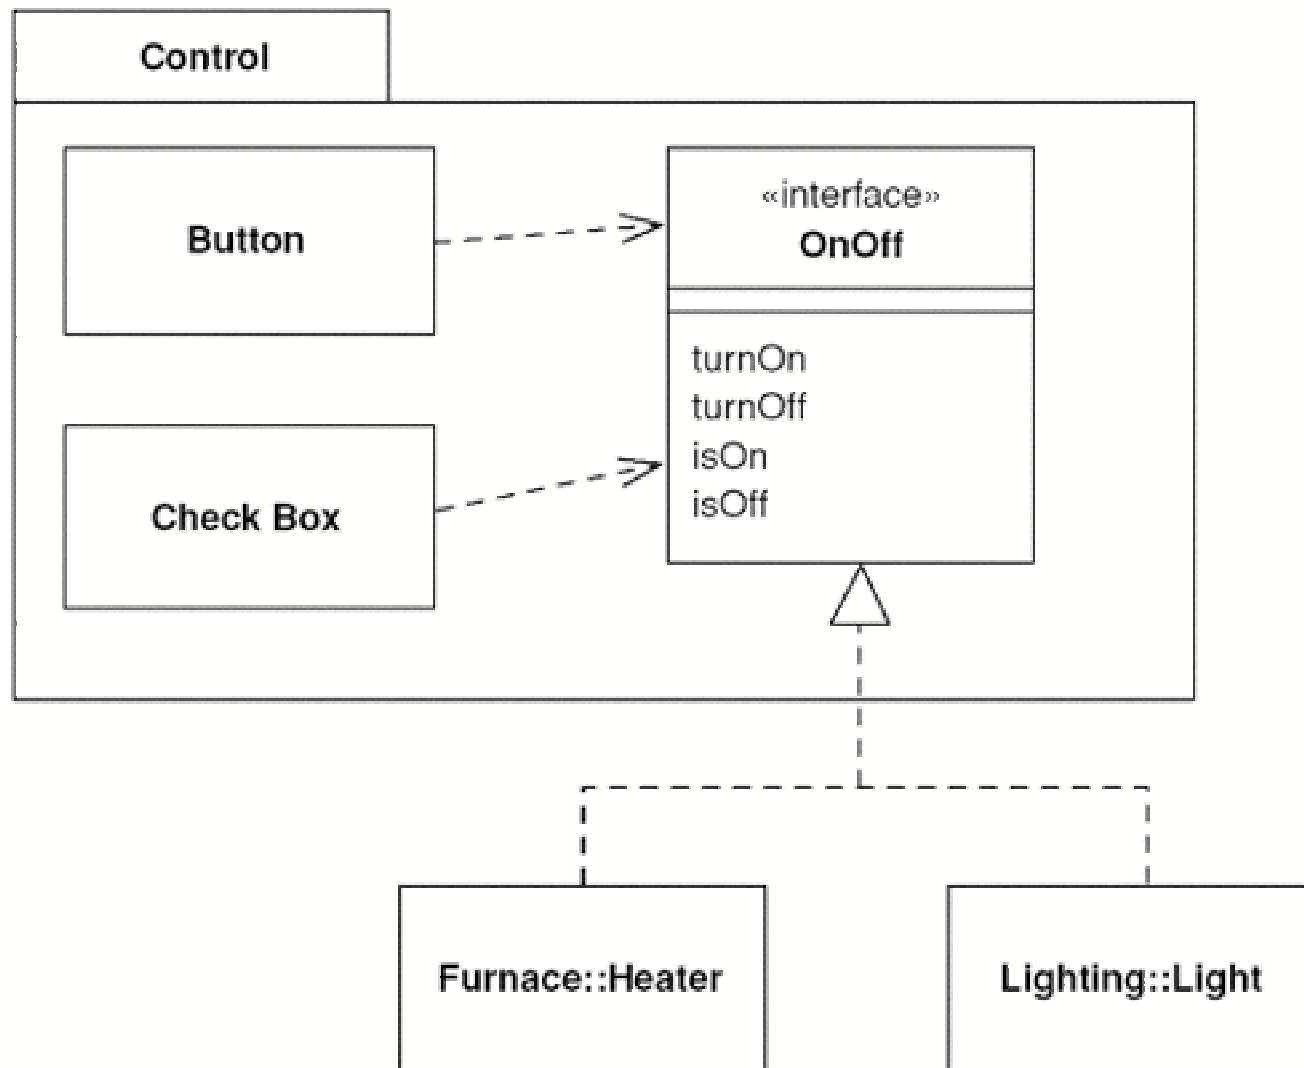 Control
Button
«interface»
OnOff
turnOn
turnOff
isOn
isOff
Check Box
Furnace::Heater
Lighting::Light